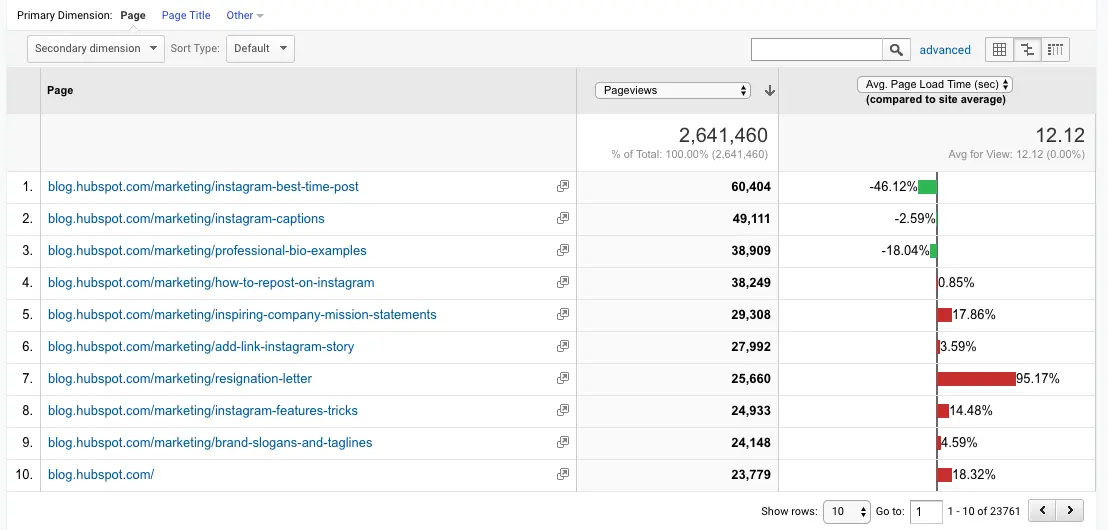 Primary Dimension: Page Page Title Other
Secondary dimension Sort Type: Default advanced
Page Pageviews Avg. Page Load Time (sec)
(compared to site average)
2,641,460 12.12
% of Total: 100.00% (2,641,460) Avg for View: 12.12 (0.00%)
1. blog.hubspot.com/marketing/instagram-best-time-post 60,404 -46.12%
2. blog.hubspot.com/marketing/instagram-captions 49,111 -2.59%
3. blog.hubspot.com/marketing/professional-bio-examples 38,909 -18.04%
4. blog.hubspot.com/marketing/how-to-repost-on-instagram 38,249 0.85%
5. blog.hubspot.com/marketing/inspiring-company-mission-statements 29,308 17.86%
6. blog.hubspot.com/marketing/add-link-instagram-story 27,992 3.59%
7. blog.hubspot.com/marketing/resignation-letter 25,660 95.17%
8. blog.hubspot.com/marketing/instagram-features-tricks 24,933 14.48%
9. blog.hubspot.com/marketing/brand-slogans-and-taglines 24,148 4.59%
10. blog.hubspot.com/ 23,779 18.32%
Show rows: 10 Go to: 1 1 - 10 of 23761